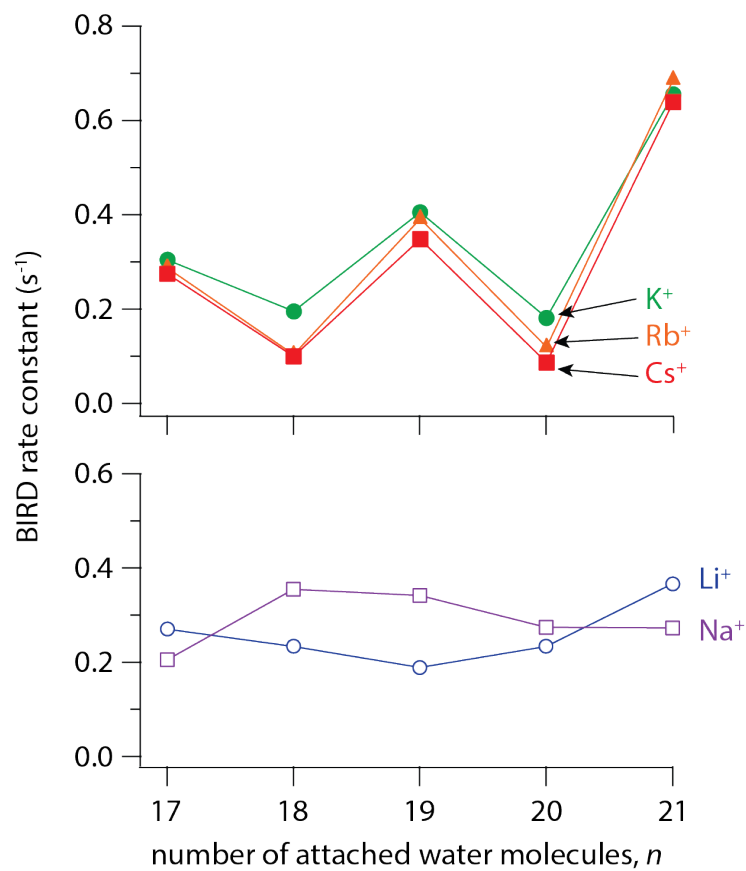 0.8
0.6
0.4
0.2
0.0
K⁺
Rb⁺
Cs⁺
BIRD rate constant (s⁻¹)
0.6
0.4
0.2
0.0
Li⁺
Na⁺
17 18 19 20 21
number of attached water molecules, n